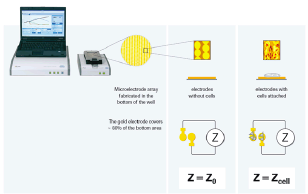 Microelectrode array
fabricated in the
bottom of the well
electrodes
without cells
electrodes with
cells attached
The gold electrode covers
~ 80% of the bottom area
Z
Z
Z = Z0
Z = Zcell